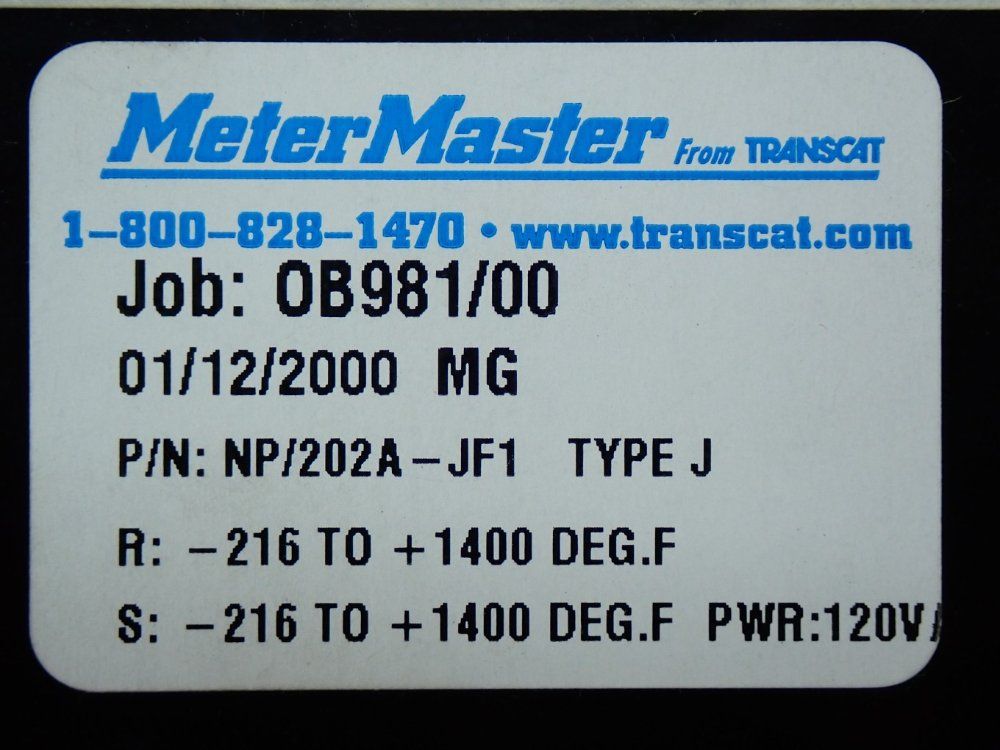 MeterMaster From TRANSCAT
1-800-828-1470 • www.transcat.com
Job: OB981/00
01/12/2000 MG
P/N: NP/202A-JF1 TYPE J
R: -216 TO +1400 DEG.F
S: -216 TO +1400 DEG.F PWR:120V